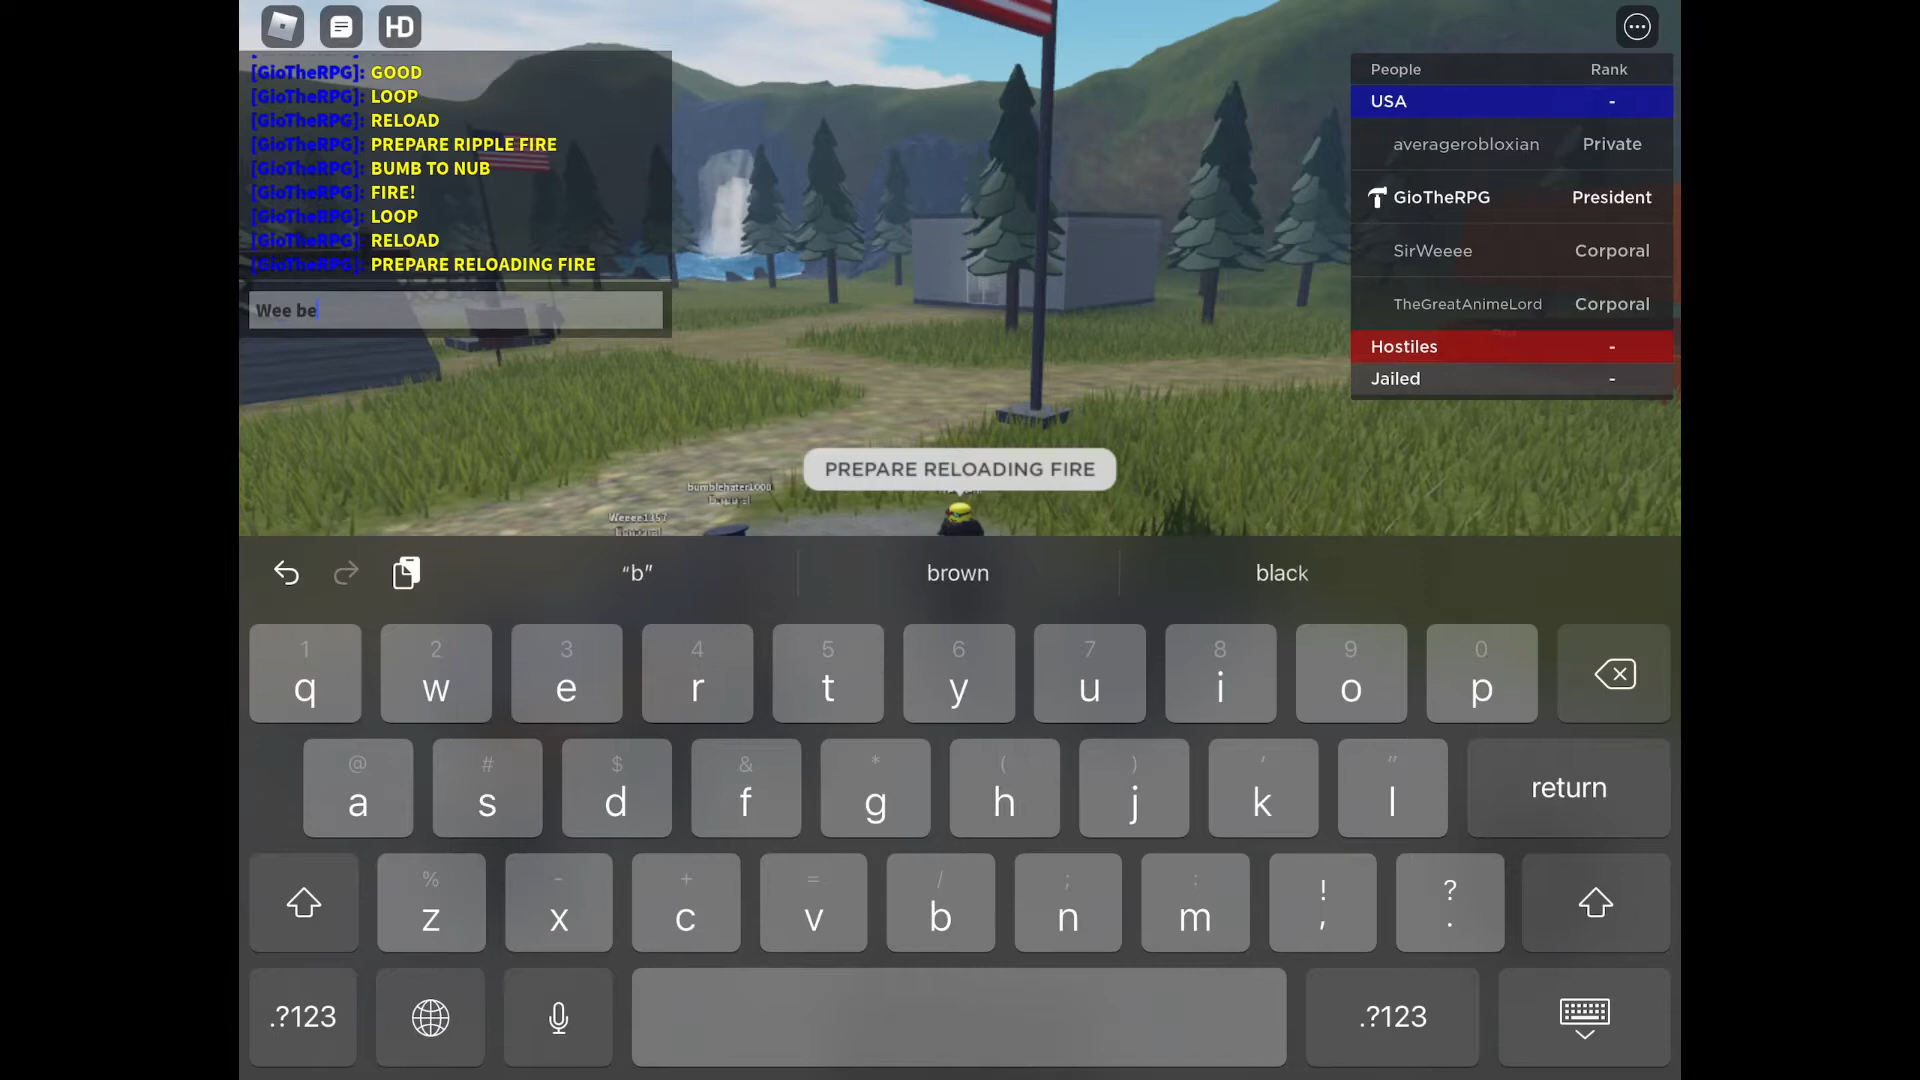 HD
[GioTheRPG]: GOOD
[GioTheRPG]: LOOP
[GioTheRPG]: RELOAD
[GioTheRPG]: PREPARE RIPPLE FIRE
[GioTheRPG]: BUMB TO NUB
[GioTheRPG]: FIRE!
[GioTheRPG]: LOOP
[GioTheRPG]: RELOAD
[GioTheRPG]: PREPARE RELOADING FIRE
Wee be
People Rank
USA -
averagerobloxian Private
GioTheRPG President
SirWeeee Corporal
TheGreatAnimeLord Corporal
Hostiles -
Jailed -
PREPARE RELOADING FIRE
bumblehater1000
Corporal
Weeee1357
“b” brown black
1 2 3 4 5 6 7 8 9 0
q w e r t y u i o p
@ # $ & * ( ) ' "
a s d f g h j k l return
% - + = / ; : ! ?
z x c v b n m , .
.?123 .?123